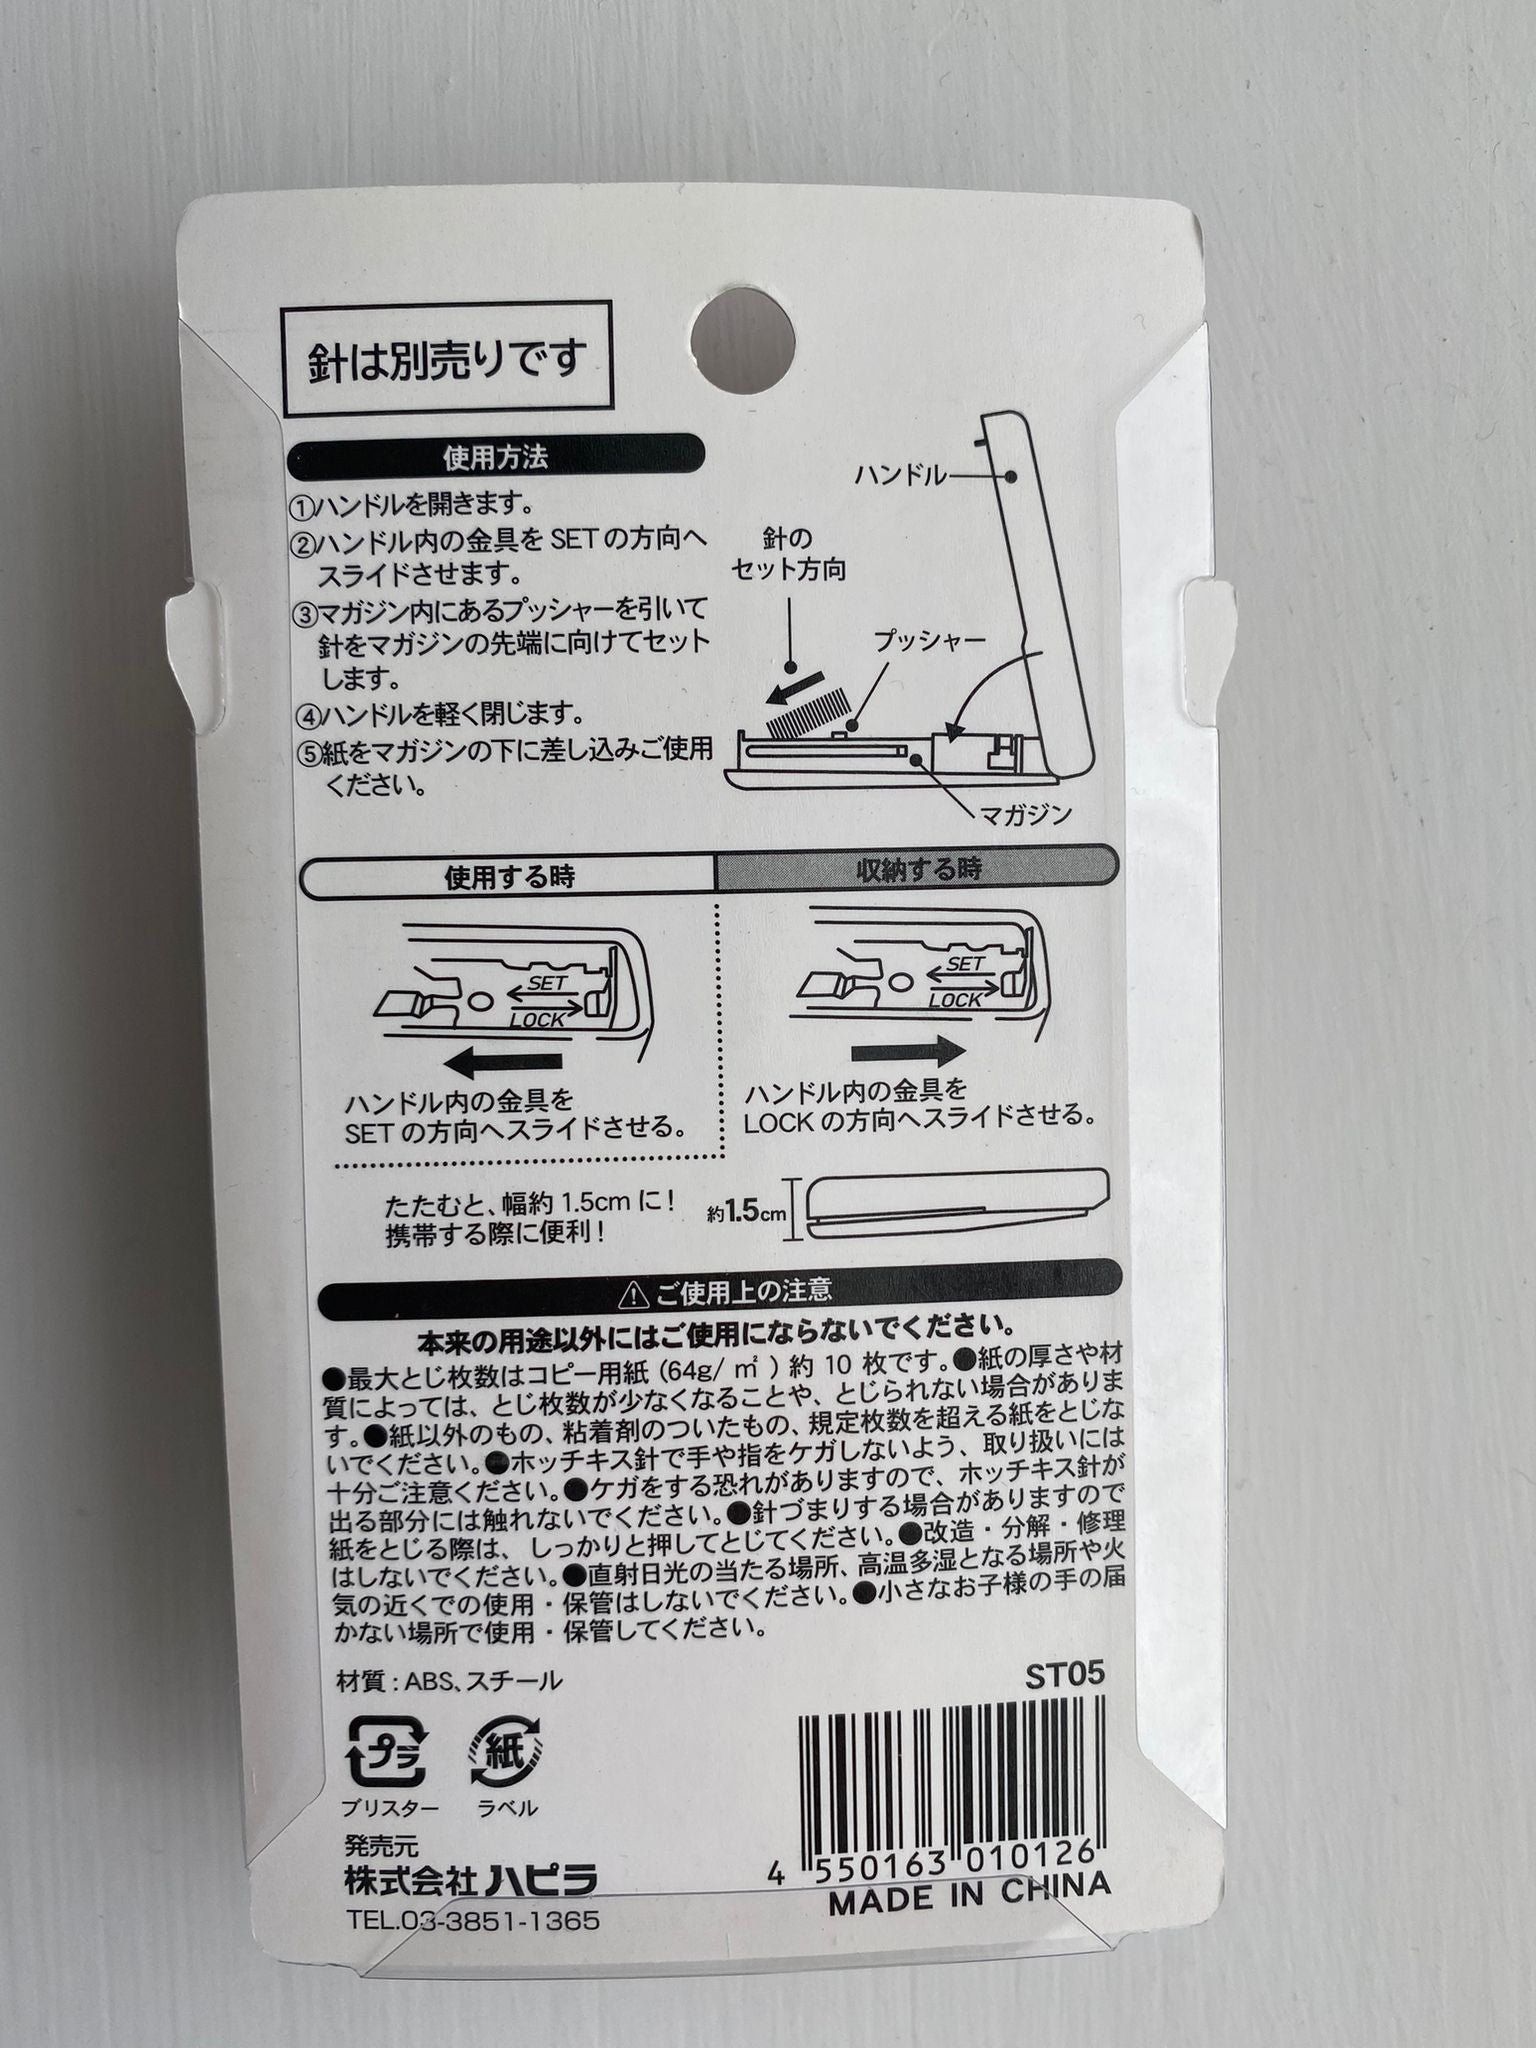 針は別売りです
使用方法
①ハンドルを開きます。
②ハンドル内の金具を SETの方向へ
スライドさせます。
③マガジン内にあるプッシャーを引いて
針をマガジンの先端に向けてセット
します。
④ハンドルを軽く閉じます。
⑤紙をマガジンの下に差し込みご使用
ください。
ハンドル
針の
セット方向
プッシャー
マガジン
使用する時
収納する時
SET
LOCK
SET
LOCK
ハンドル内の金具を
SETの方向へスライドさせる。
ハンドル内の金具を
LOCKの方向へスライドさせる。
たたむと、幅約1.5cmに!
携帯する際に便利!
約1.5cm
⚠ご使用上の注意
本来の用途以外にはご使用にならないでください。
●最大とじ枚数はコピー用紙(64g/㎡)約10枚です。●紙の厚さや材
質によっては、とじ枚数が少なくなることや、とじられない場合がありま
す。●紙以外のもの、粘着剤のついたもの、規定枚数を超える紙をとじな
いでください。●ホッチキス針で手や指をケガしないよう、取り扱いには
十分ご注意ください。●ケガをする恐れがありますので、ホッチキス針が
出る部分には触れないでください。●針づまりする場合がありますので
紙をとじる際は、しっかりと押してとじてください。●改造・分解・修理
はしないでください。●直射日光の当たる場所、高温多湿となる場所や火
気の近くでの使用・保管はしないでください。●小さなお子様の手の届
かない場所で使用・保管してください。
材質:ABS、スチール
ST05
プラ
紙
ブリスター
ラベル
発売元
株式会社ハピラ
TEL.03-3851-1365
4 550163 010126
MADE IN CHINA